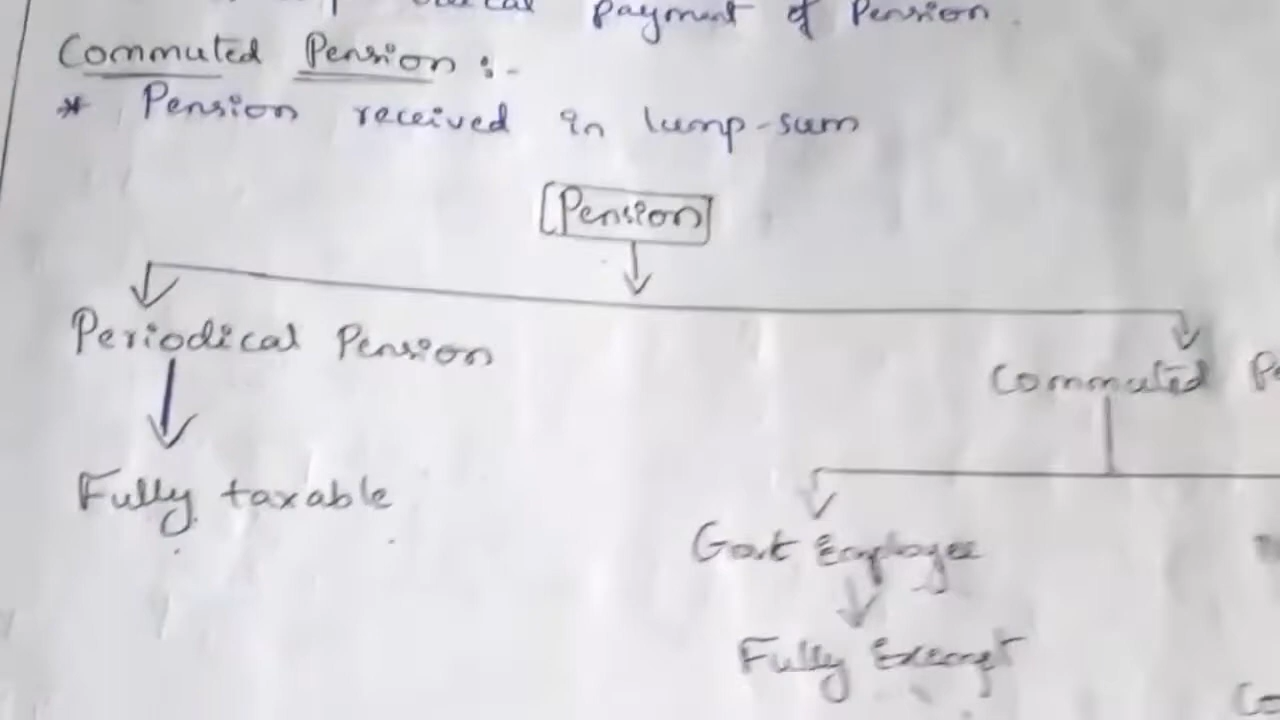 payment of Pension.
Commuted Pension :-
* Pension received in lump-sum
Pension
Periodical Pension
Commuted
Fully taxable
Govt Employee
Fully Exempt